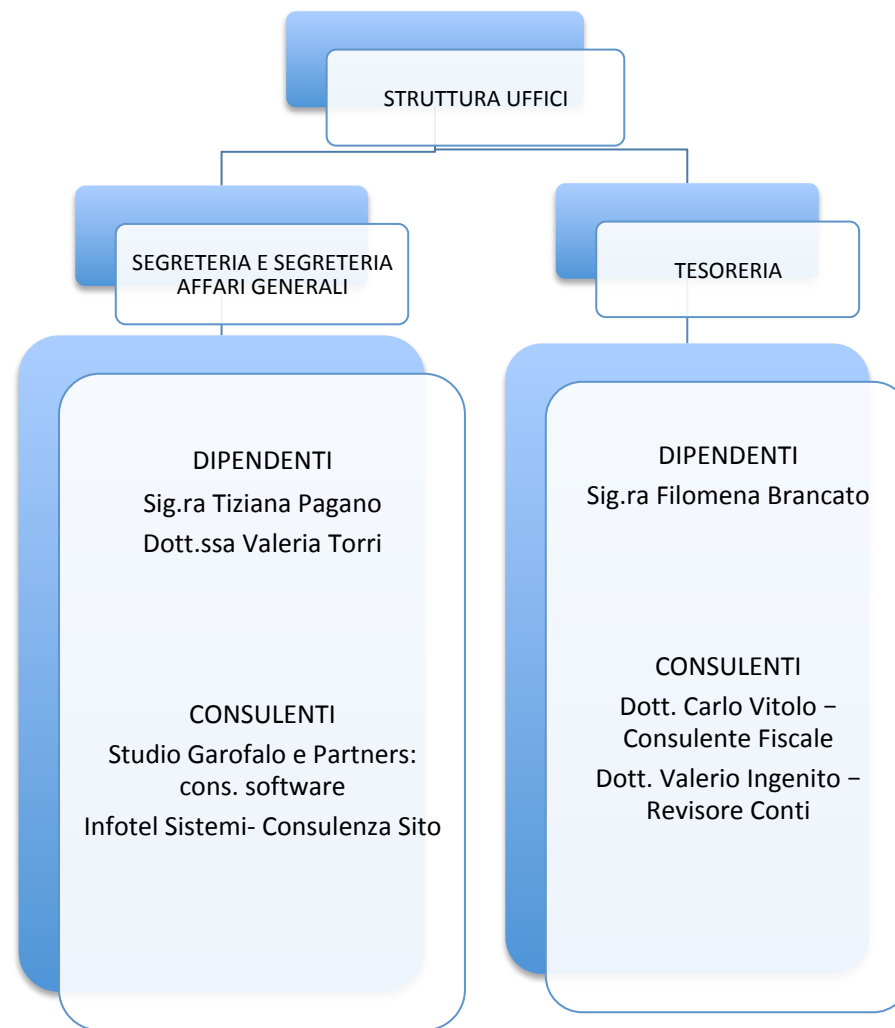 STRUTTURA UFFICI
SEGRETERIA E SEGRETERIA
AFFARI GENERALI
TESORERIA
DIPENDENTI
Sig.ra Tiziana Pagano
Dott.ssa Valeria Torri
CONSULENTI
Studio Garofalo e Partners:
cons. software
Infotel Sistemi- Consulenza Sito
DIPENDENTI
Sig.ra Filomena Brancato
CONSULENTI
Dott. Carlo Vitolo –
Consulente Fiscale
Dott. Valerio Ingenito –
Revisore Conti